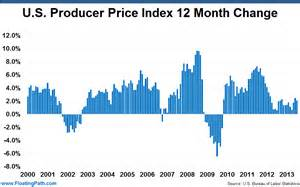 U.S. Producer Price Index 12 Month Change
12.0%
10.0%
8.0%
6.0%
4.0%
2.0%
0.0%
-2.0%
-4.0%
-6.0%
-8.0%
2000 2001 2002 2003 2004 2005 2006 2007 2008 2009 2010 2011 2012 2013
www.FloatingPath.com
Source: U.S. Bureau of Labor Statistics